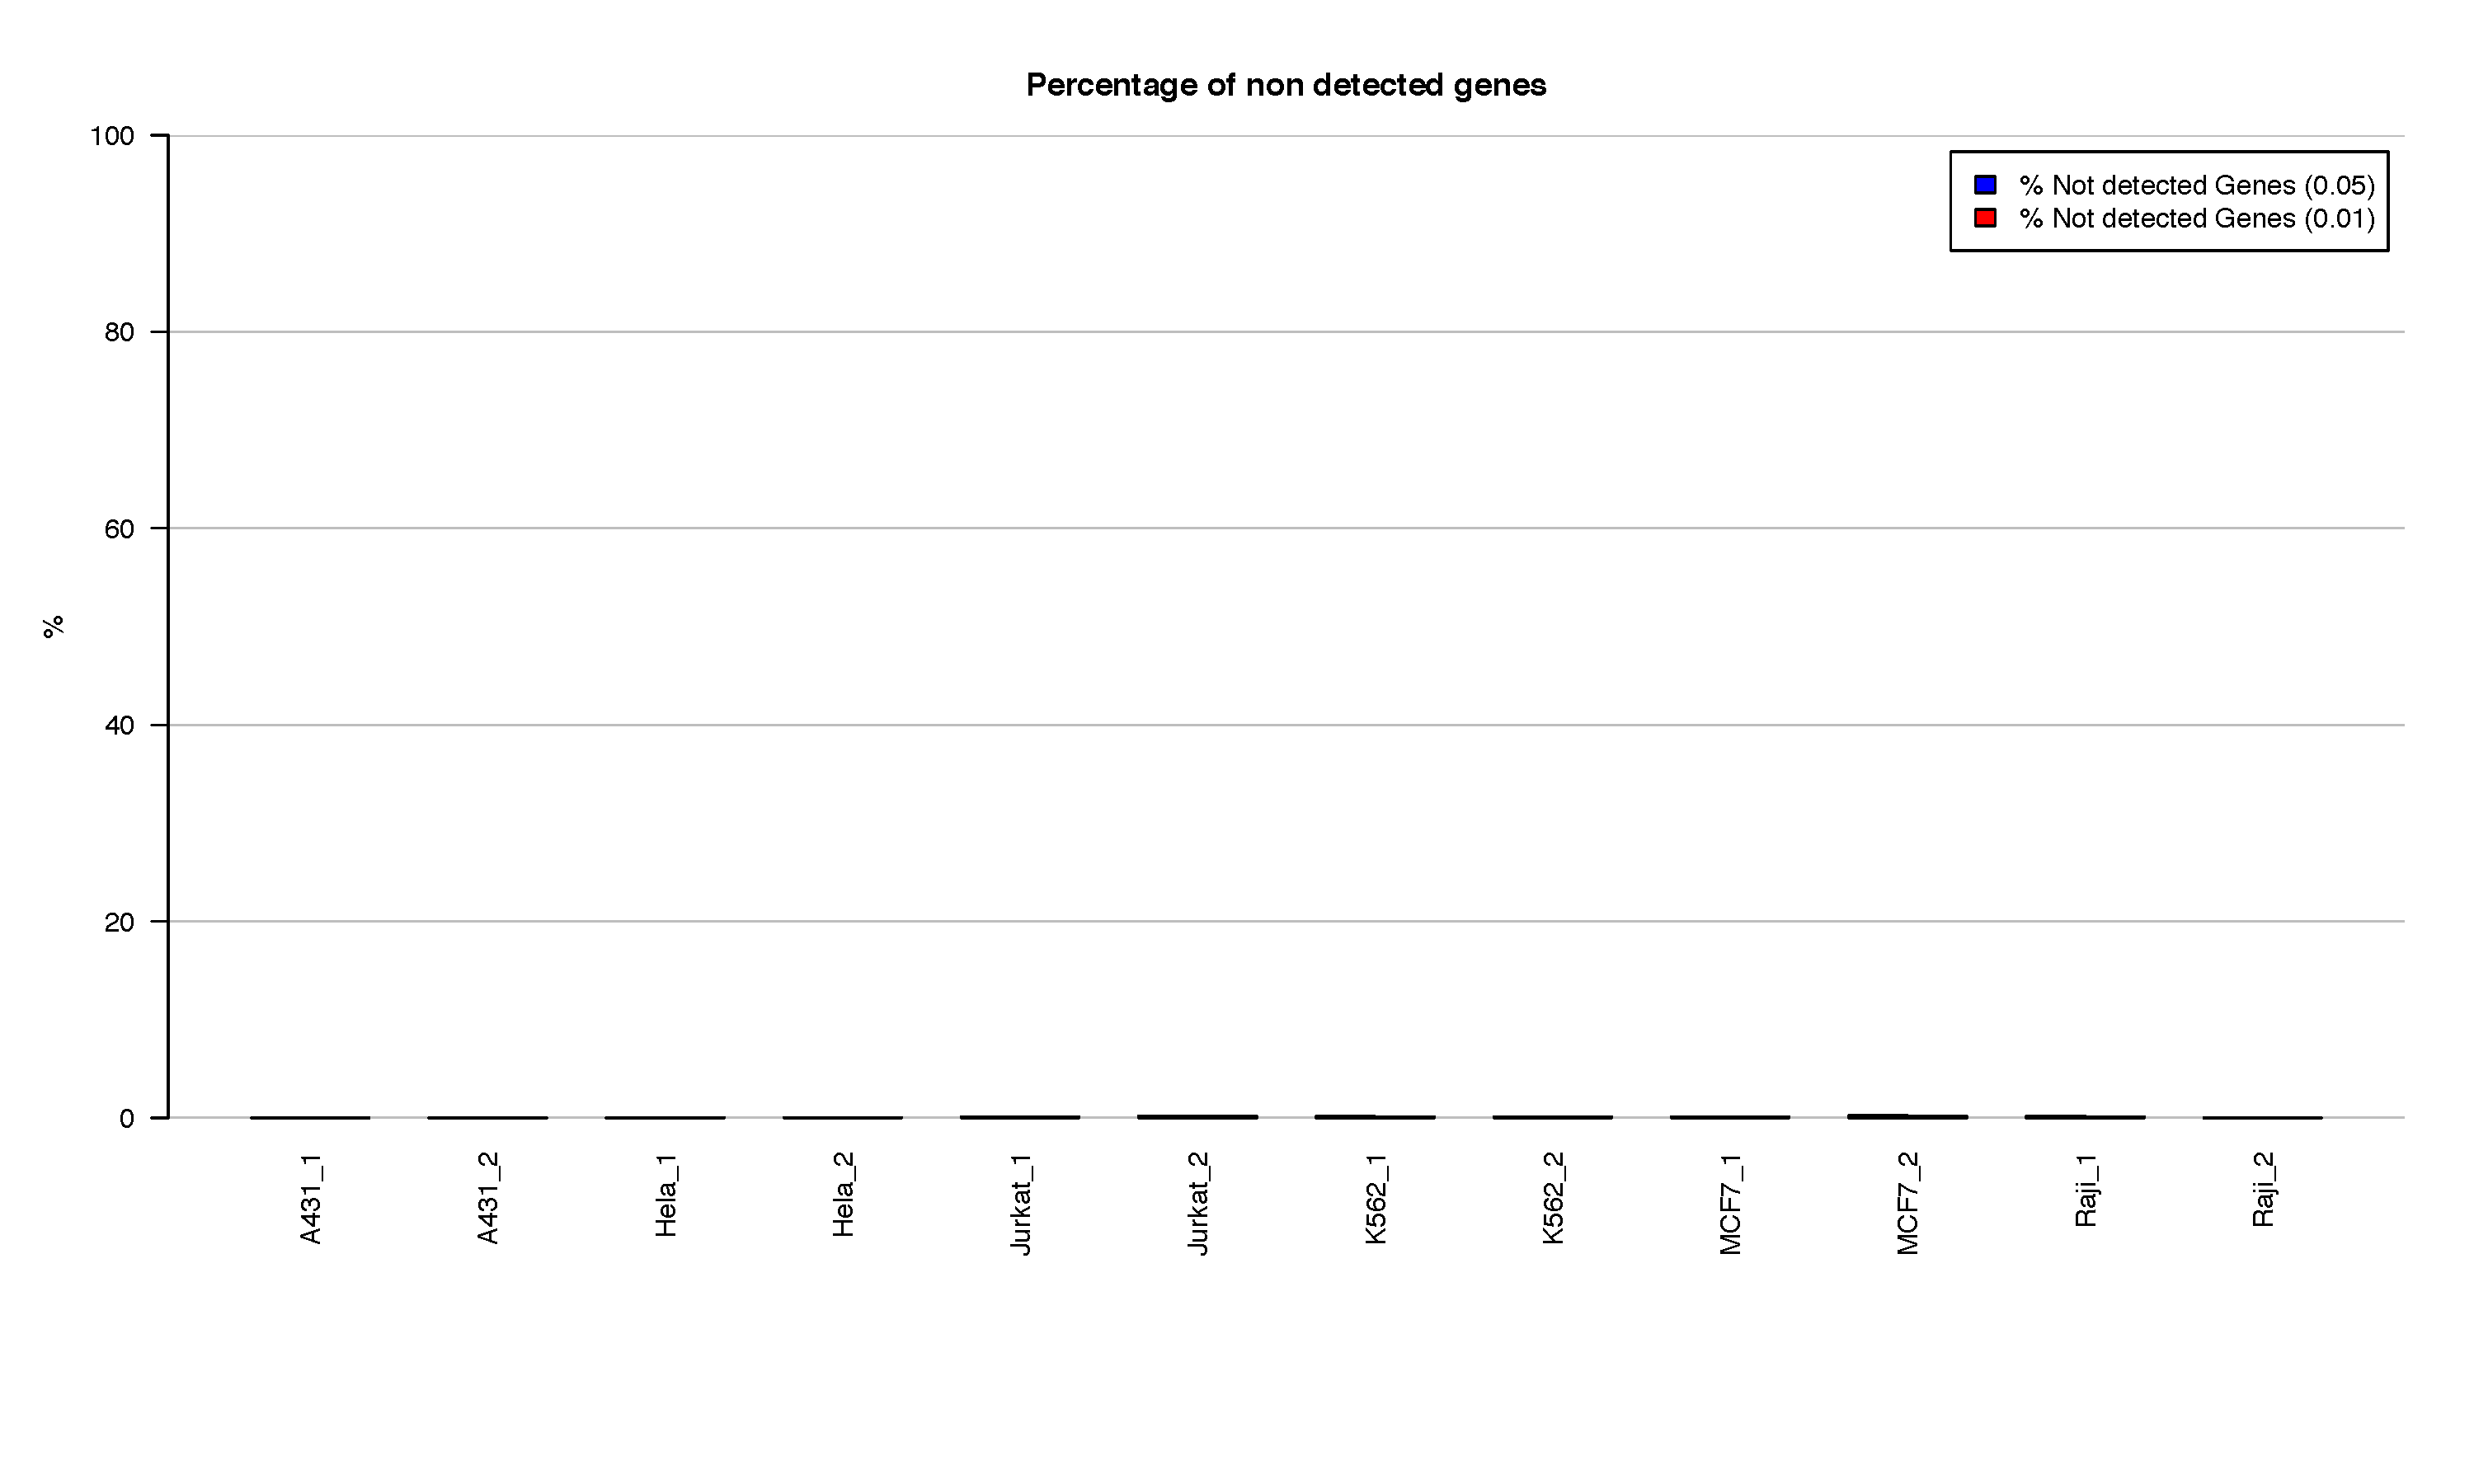 Percentage of non detected genes
100
80
60
40
20
0
%
% Not detected Genes (0.05)
% Not detected Genes (0.01)
A431_1
A431_2
Hela_1
Hela_2
Jurkat_1
Jurkat_2
K562_1
K562_2
MCF7_1
MCF7_2
Raji_1
Raji_2